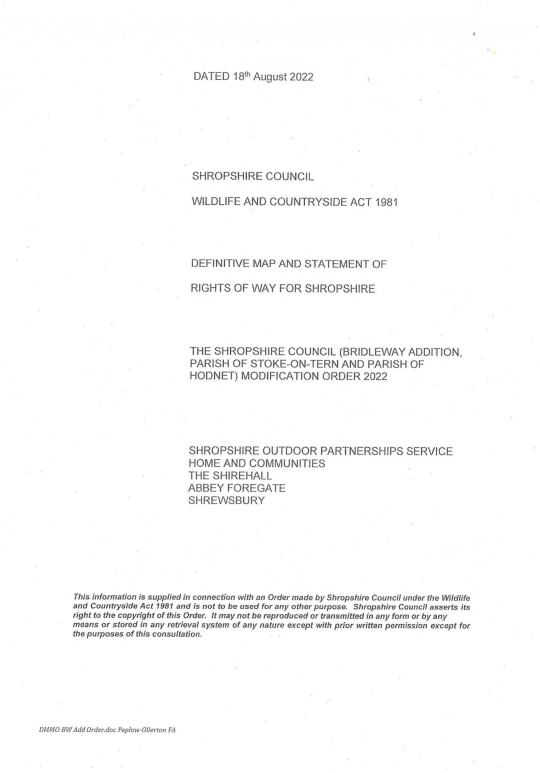 DATED 18th August 2022
SHROPSHIRE COUNCIL
WILDLIFE AND COUNTRYSIDE ACT 1981
DEFINITIVE MAP AND STATEMENT OF
RIGHTS OF WAY FOR SHROPSHIRE
THE SHROPSHIRE COUNCIL (BRIDLEWAY ADDITION,
PARISH OF STOKE-ON-TERN AND PARISH OF
HODNET) MODIFICATION ORDER 2022
SHROPSHIRE OUTDOOR PARTNERSHIPS SERVICE
HOME AND COMMUNITIES
THE SHIREHALL
ABBEY FOREGATE
SHREWSBURY
This information is supplied in connection with an Order made by Shropshire Council under the Wildlife
and Countryside Act 1981 and is not to be used for any other purpose. Shropshire Council asserts its
right to the copyright of this Order. It may not be reproduced or transmitted in any form or by any
means or stored in any retrieval system of any nature except with prior written permission except for
the purposes of this consultation.
DMMO BW Add Order.doc Peplow-Ollerton FA